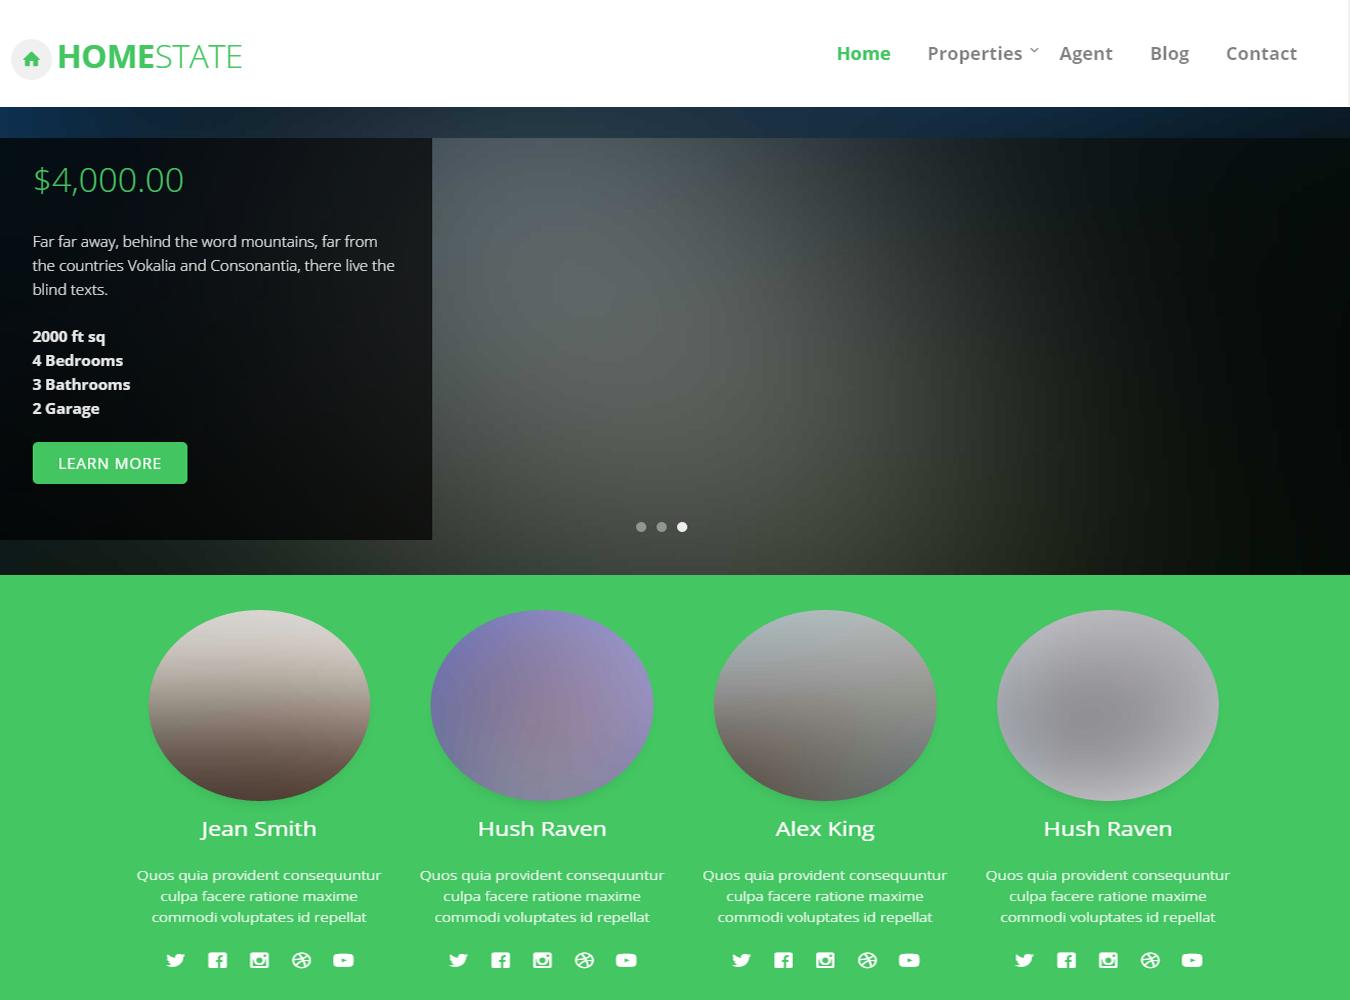 HOMESTATE
Home Properties Agent Blog Contact
$4,000.00
Far far away, behind the word mountains, far from
the countries Vokalia and Consonantia, there live the
blind texts.
2000 ft sq
4 Bedrooms
3 Bathrooms
2 Garage
LEARN MORE
Jean Smith
Quos quia provident consequuntur
culpa facere ratione maxime
commodi voluptates id repellat
Hush Raven
Quos quia provident consequuntur
culpa facere ratione maxime
commodi voluptates id repellat
Alex King
Quos quia provident consequuntur
culpa facere ratione maxime
commodi voluptates id repellat
Hush Raven
Quos quia provident consequuntur
culpa facere ratione maxime
commodi voluptates id repellat